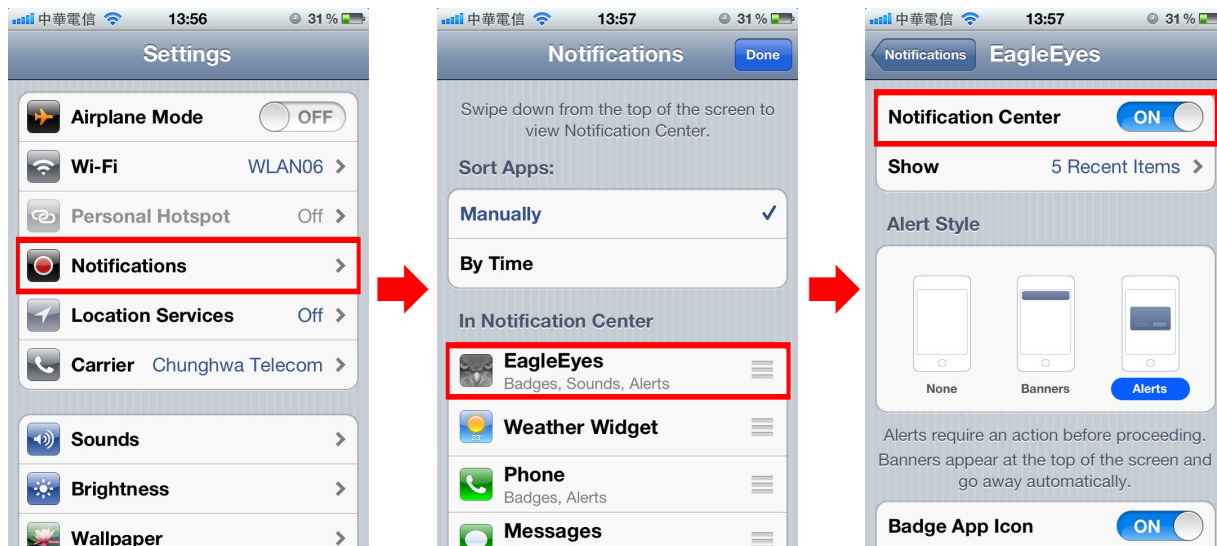 中華電信 13:56 31 %
Settings
Airplane Mode OFF
Wi-Fi WLAN06
Personal Hotspot Off
Notifications
Location Services Off
Carrier Chunghwa Telecom
Sounds
Brightness
Wallpaper
中華電信 13:57 31 %
Notifications Done
Swipe down from the top of the screen to
view Notification Center.
Sort Apps:
Manually
By Time
In Notification Center
EagleEyes
Badges, Sounds, Alerts
23°
Weather Widget
Phone
Badges, Alerts
Messages
中華電信 13:57 31 %
Notifications EagleEyes
Notification Center ON
Show 5 Recent Items
Alert Style
None Banners Alerts
Alerts require an action before proceeding.
Banners appear at the top of the screen and
go away automatically.
Badge App Icon ON